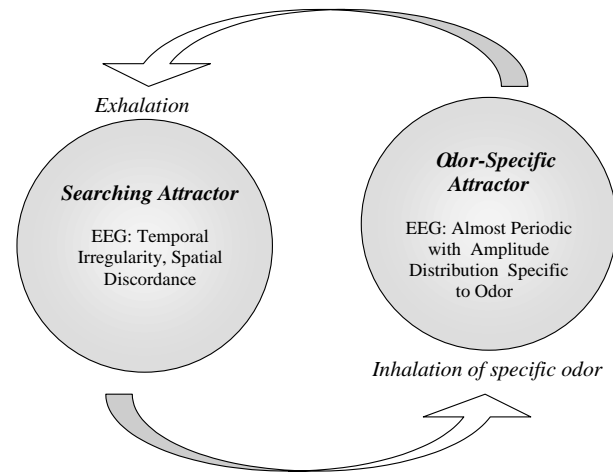 Exhalation
Searching Attractor
EEG: Temporal
Irregularity, Spatial
Discordance
Odor-Specific
Attractor
EEG: Almost Periodic
with Amplitude
Distribution Specific
to Odor
Inhalation of specific odor